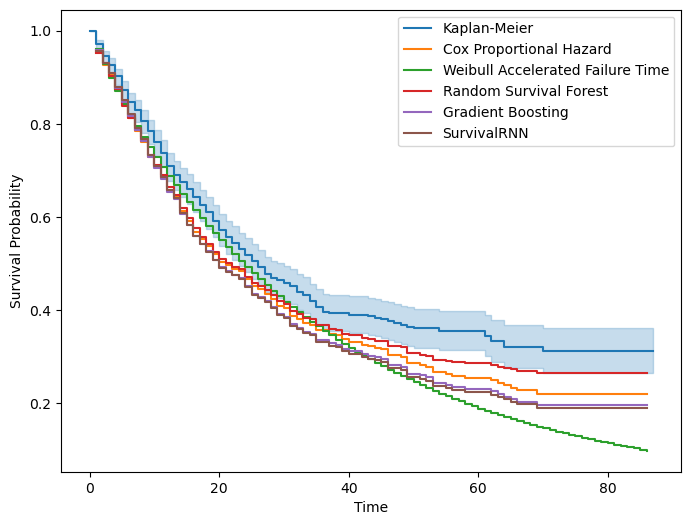 Kaplan-Meier
Cox Proportional Hazard
Weibull Accelerated Failure Time
Random Survival Forest
Gradient Boosting
SurvivalRNN
Survival Probability
1.0
0.8
0.6
0.4
0.2
0
20
40
60
80
Time